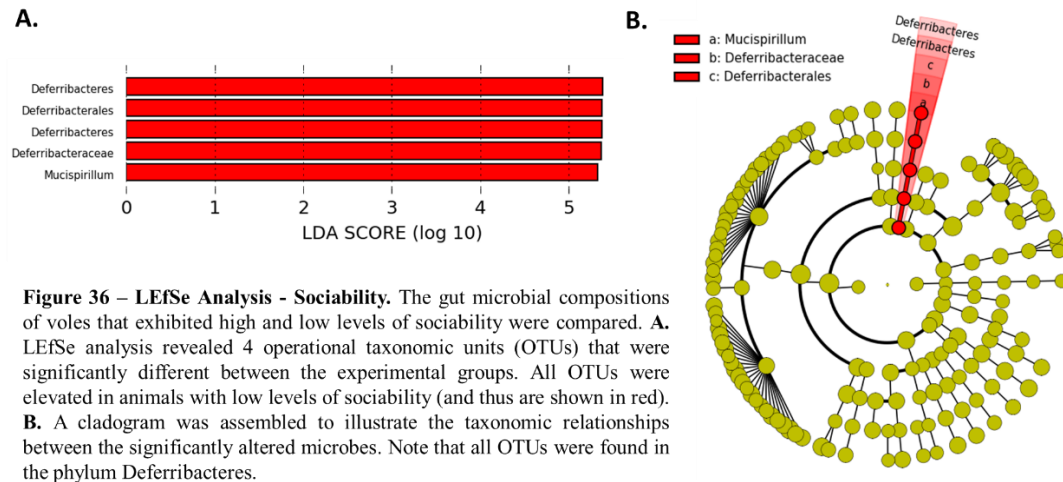 A.
Deferribacteres
Deferribacterales
Deferribacteres
Deferribacteraceae
Mucispirillum
0 1 2 3 4 5
LDA SCORE (log 10)
B.
a: Mucispirillum
b: Deferribacteraceae
c: Deferribacterales
Deferribacteres
Deferribacteres
c
b
a
Figure 36 – LEfSe Analysis - Sociability. The gut microbial compositions
of voles that exhibited high and low levels of sociability were compared. A.
LEfSe analysis revealed 4 operational taxonomic units (OTUs) that were
significantly different between the experimental groups. All OTUs were
elevated in animals with low levels of sociability (and thus are shown in red).
B. A cladogram was assembled to illustrate the taxonomic relationships
between the significantly altered microbes. Note that all OTUs were found in
the phylum Deferribacteres.